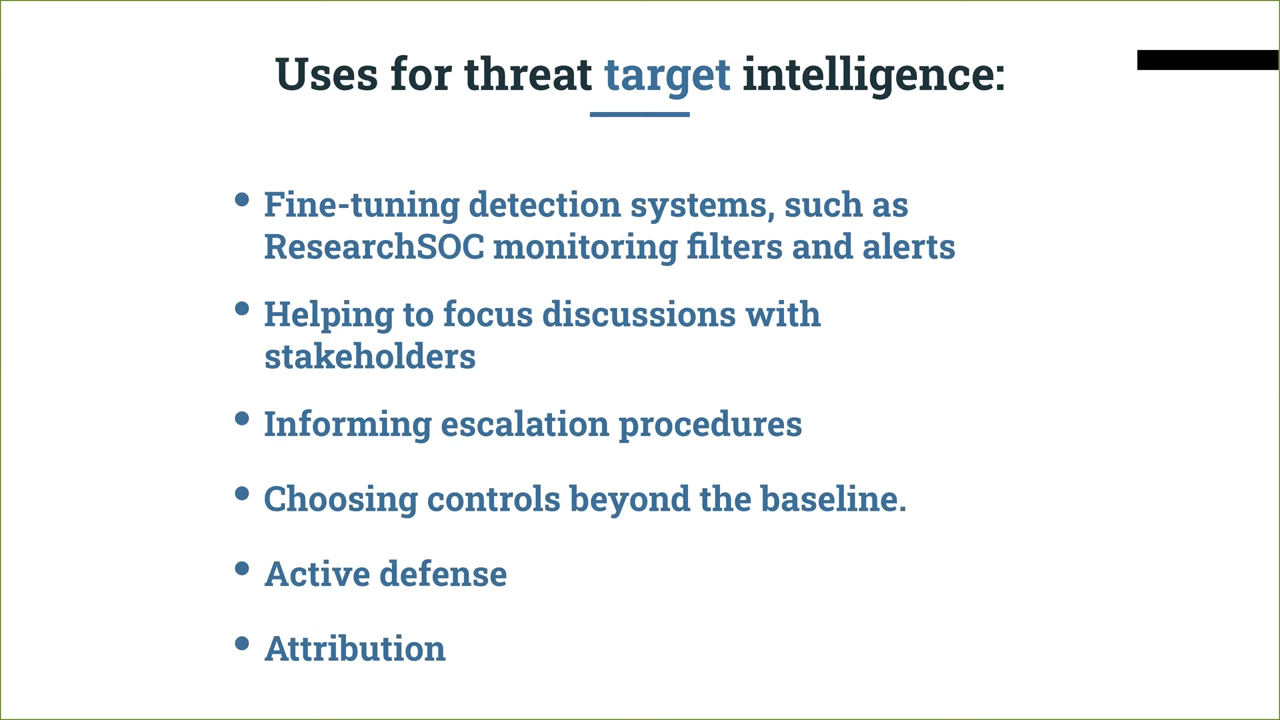 Uses for threat target intelligence:
• Fine-tuning detection systems, such as
ResearchSOC monitoring filters and alerts
• Helping to focus discussions with
stakeholders
• Informing escalation procedures
• Choosing controls beyond the baseline.
• Active defense
• Attribution